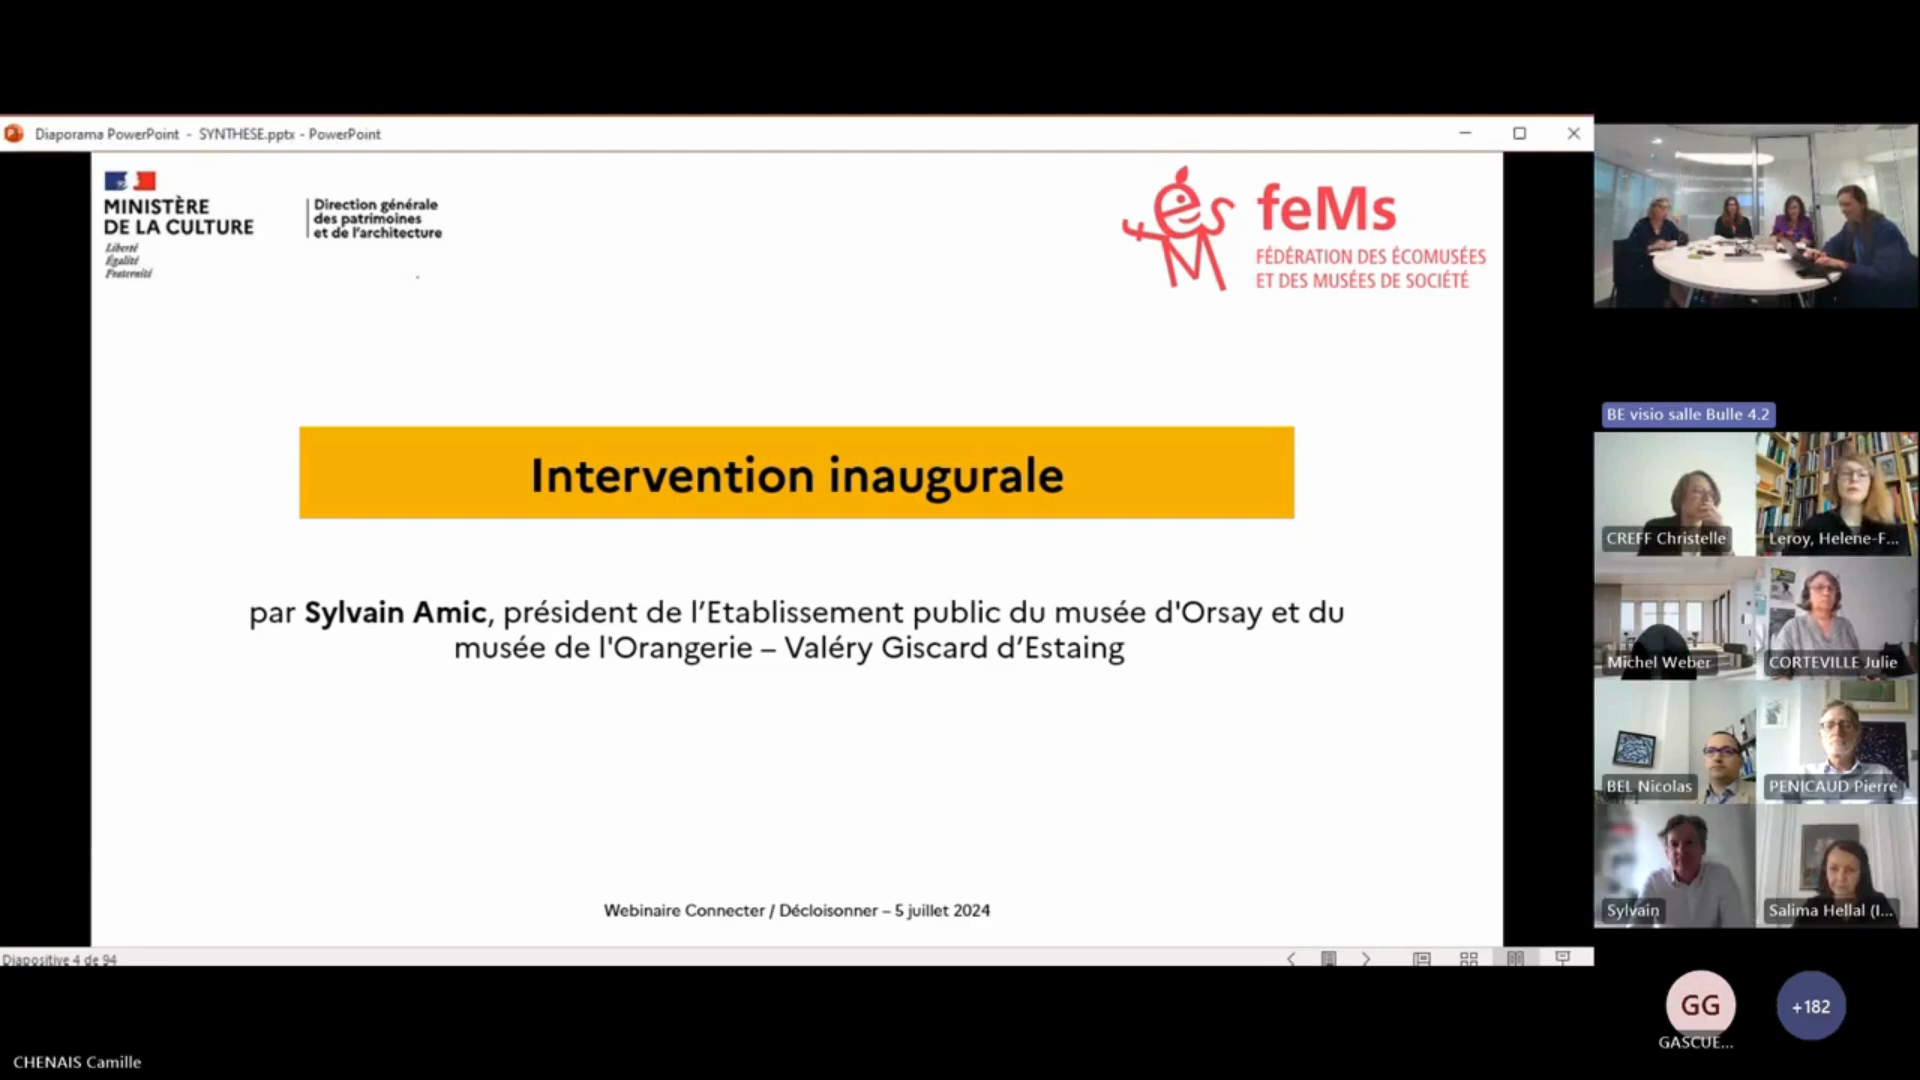 Diaporama PowerPoint - SYNTHESE.pptx - PowerPoint
MINISTÈRE
DE LA CULTURE
Liberté
Égalité
Fraternité
Direction générale
des patrimoines
et de l'architecture
feMs
FÉDÉRATION DES ÉCOMUSÉES
ET DES MUSÉES DE SOCIÉTÉ
Intervention inaugurale
par Sylvain Amic, président de l'Etablissement public du musée d'Orsay et du
musée de l'Orangerie – Valéry Giscard d'Estaing
Webinaire Connecter / Décloisonner – 5 juillet 2024
Diapositive 4 de 94
BE visio salle Bulle 4.2
CREFF Christelle
Leroy, Helene-F...
Michel Weber
CORTEVILLE Julie
BEL Nicolas
PENICAUD Pierre
Sylvain
Salima Hellal (I...
GG
+182
GASCUE...
CHENAIS Camille